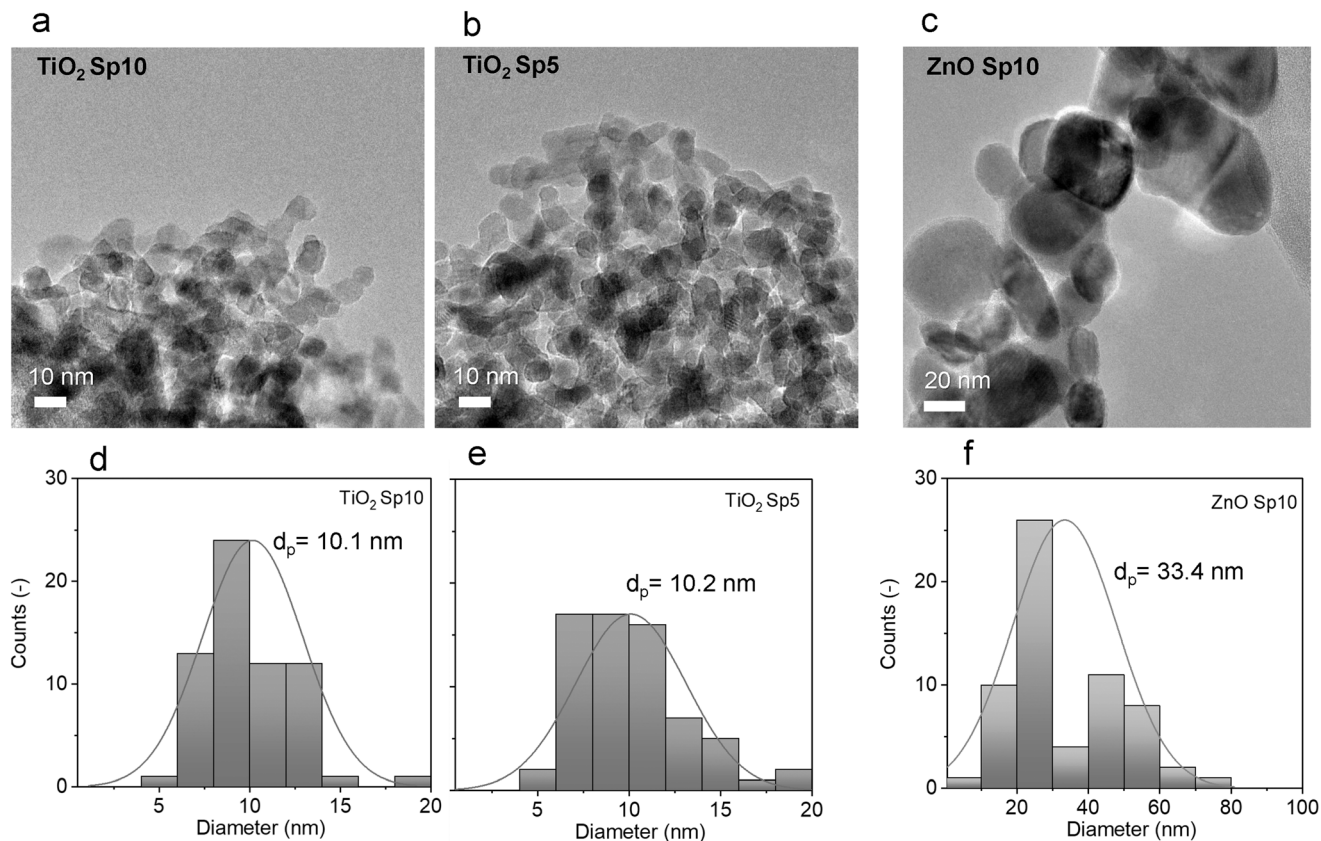 a
b
c
TiO2 Sp10
TiO2 Sp5
ZnO Sp10
10 nm
10 nm
20 nm
d
e
f
TiO2 Sp10
TiO2 Sp5
ZnO Sp10
dp= 10.1 nm
dp= 10.2 nm
dp= 33.4 nm
Counts (-)
30
20
10
0
5
10
15
20
Diameter (nm)
5
10
15
20
Diameter (nm)
Counts (-)
30
20
10
0
20
40
60
80
100
Diameter (nm)